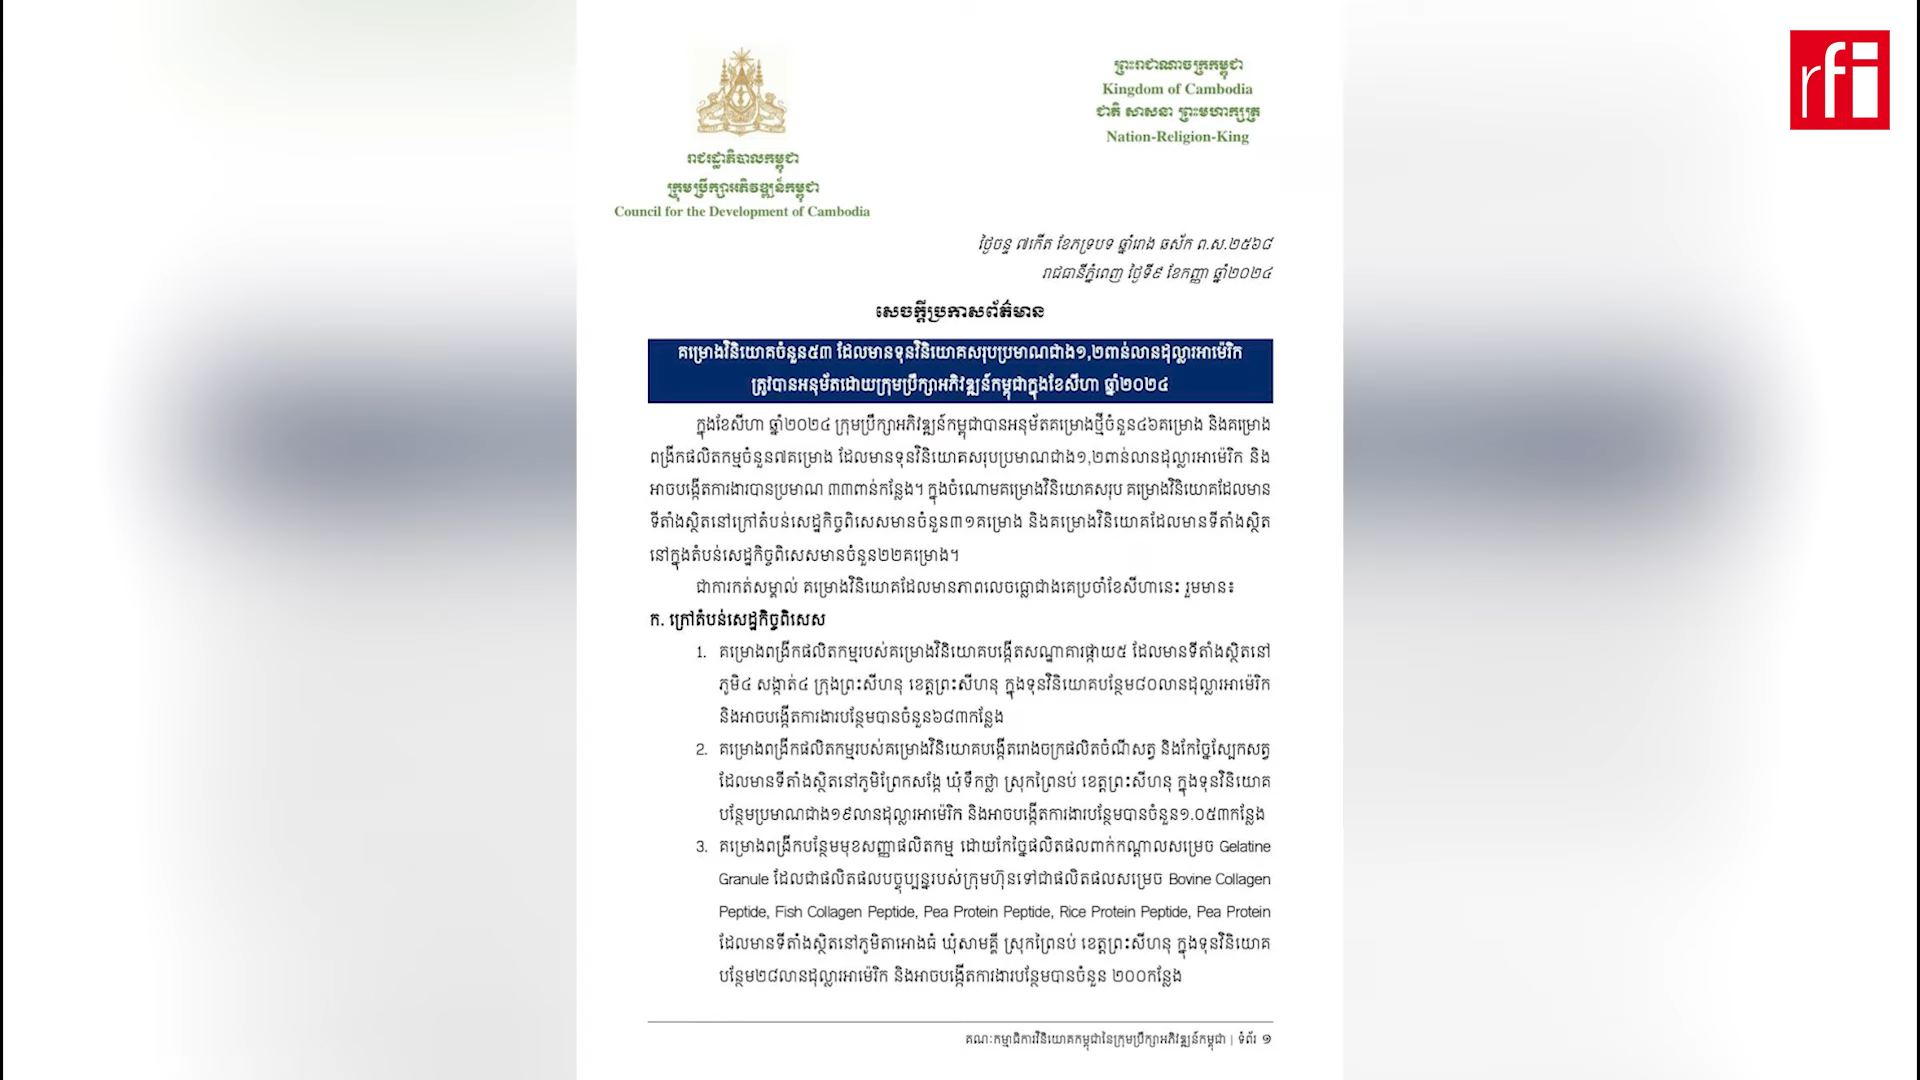 rfi
ព្រះរាជាណាចក្រកម្ពុជា
Kingdom of Cambodia
ជាតិ សាសនា ព្រះមហាក្សត្រ
Nation-Religion-King
រាជរដ្ឋាភិបាលកម្ពុជា
ក្រុមប្រឹក្សាអភិវឌ្ឍន៍កម្ពុជា
Council for the Development of Cambodia
ថ្ងៃចន្ទ ៧កើត ខែភទ្របទ ឆ្នាំរោង ឆស័ក ព.ស.២៥៦៨
រាជធានីភ្នំពេញ ថ្ងៃទី៩ ខែកញ្ញា ឆ្នាំ២០២៤
សេចក្តីប្រកាសព័ត៌មាន
គម្រោងវិនិយោគចំនួន៥៣ ដែលមានទុនវិនិយោគសរុបប្រមាណជាង១,២ពាន់លានដុល្លារអាម៉េរិក
ត្រូវបានអនុម័តដោយក្រុមប្រឹក្សាអភិវឌ្ឍន៍កម្ពុជាក្នុងខែសីហា ឆ្នាំ២០២៤
ក្នុងខែសីហា ឆ្នាំ២០២៤ ក្រុមប្រឹក្សាអភិវឌ្ឍន៍កម្ពុជាបានអនុម័តគម្រោងថ្មីចំនួន៤៦គម្រោង និងគម្រោង
ពង្រីកផលិតកម្មចំនួន៧គម្រោង ដែលមានទុនវិនិយោគសរុបប្រមាណជាង១,២ពាន់លានដុល្លារអាម៉េរិក និង
អាចបង្កើតការងារបានប្រមាណ ៣៣ពាន់កន្លែង។ ក្នុងចំណោមគម្រោងវិនិយោគសរុប គម្រោងវិនិយោគដែលមាន
ទីតាំងស្ថិតនៅក្រៅតំបន់សេដ្ឋកិច្ចពិសេសមានចំនួន៣១គម្រោង និងគម្រោងវិនិយោគដែលមានទីតាំងស្ថិត
នៅក្នុងតំបន់សេដ្ឋកិច្ចពិសេសមានចំនួន២២គម្រោង។
ជាការកត់សម្គាល់ គម្រោងវិនិយោគដែលមានភាពលេចធ្លោជាងគេប្រចាំខែសីហានេះ រួមមាន៖
ក. ក្រៅតំបន់សេដ្ឋកិច្ចពិសេស
1. គម្រោងពង្រីកផលិតកម្មរបស់គម្រោងវិនិយោគបង្កើតសណ្ឋាគារផ្កាយ៥ ដែលមានទីតាំងស្ថិតនៅ
ភូមិ៤ សង្កាត់៤ ក្រុងព្រះសីហនុ ខេត្តព្រះសីហនុ ក្នុងទុនវិនិយោគបន្ថែម៨០លានដុល្លារអាម៉េរិក
និងអាចបង្កើតការងារបន្ថែមបានចំនួន៦៨៣កន្លែង
2. គម្រោងពង្រីកផលិតកម្មរបស់គម្រោងវិនិយោគបង្កើតរោងចក្រផលិតចំណីសត្វ និងកែច្នៃស្បែកសត្វ
ដែលមានទីតាំងស្ថិតនៅភូមិព្រែកសង្កែ ឃុំទឹកថ្លា ស្រុកព្រៃនប់ ខេត្តព្រះសីហនុ ក្នុងទុនវិនិយោគ
បន្ថែមប្រមាណជាង១៩លានដុល្លារអាម៉េរិក និងអាចបង្កើតការងារបន្ថែមបានចំនួន១.០៥៣កន្លែង
3. គម្រោងពង្រីកបន្ថែមមុខសញ្ញាផលិតកម្ម ដោយកែច្នៃផលិតផលពាក់កណ្តាលសម្រេច Gelatine
Granule ដែលជាផលិតផលបច្ចុប្បន្នរបស់ក្រុមហ៊ុនទៅជាផលិតផលសម្រេច Bovine Collagen
Peptide, Fish Collagen Peptide, Pea Protein Peptide, Rice Protein Peptide, Pea Protein
ដែលមានទីតាំងស្ថិតនៅភូមិតាអោងធំ ឃុំសាមគ្គី ស្រុកព្រៃនប់ ខេត្តព្រះសីហនុ ក្នុងទុនវិនិយោគ
បន្ថែម២៨លានដុល្លារអាម៉េរិក និងអាចបង្កើតការងារបន្ថែមបានចំនួន ២០០កន្លែង
គណៈកម្មាធិការវិនិយោគកម្ពុជានៃក្រុមប្រឹក្សាអភិវឌ្ឍន៍កម្ពុជា | ទំព័រ ១